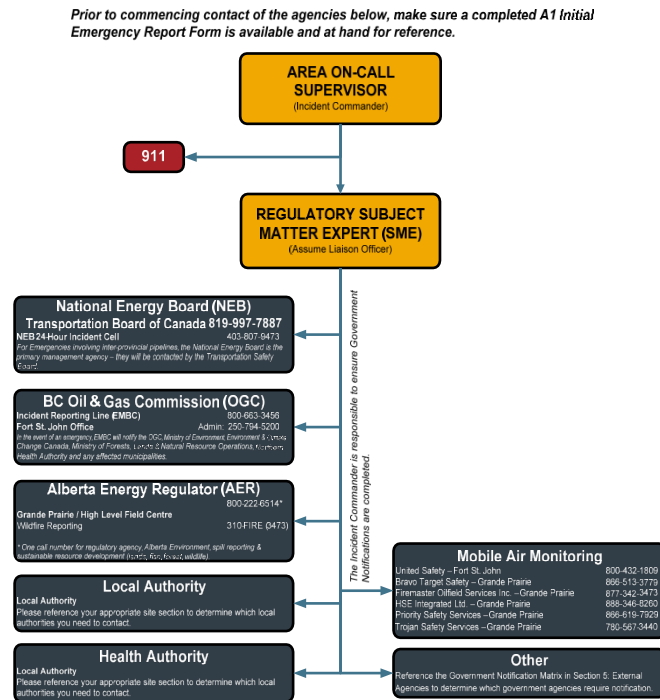 Prior to commencing contact of the agencies below, make sure a completed A1 Initial
Emergency Report Form is available and at hand for reference.
AREA ON-CALL
SUPERVISOR
(Incident Commander)
911
REGULATORY SUBJECT
MATTER EXPERT (SME)
(Assume Liaison Officer)
The Incident Commander is responsible to ensure Government
Notifications are completed.
National Energy Board (NEB)
Transportation Board of Canada 819-997-7887
NEB 24-Hour Incident Cell 403-807-9473
For Emergencies involving inter-provincial pipelines, the National Energy Board is the
primary management agency – they will be contacted by the Transportation Safety
Board.
BC Oil & Gas Commission (OGC)
Incident Reporting Line (EMBC) 800-663-3456
Fort St. John Office Admin: 250-794-5200
In the event of an emergency, EMBC will notify the OGC, Ministry of Environment, Environment & Climate
Change Canada, Ministry of Forests, Lands & Natural Resource Operations, Northern
Health Authority and any affected municipalities.
Alberta Energy Regulator (AER)
800-222-6514*
Grande Prairie / High Level Field Centre
Wildfire Reporting 310-FIRE (3473)
* One call number for regulatory agency, Alberta Environment, spill reporting &
sustainable resource development (lands, fire, forest, wildlife).
Local Authority
Local Authority
Please reference your appropriate site section to determine which local
authorties you need to contact.
Health Authority
Local Authority
Please reference your appropriate site section to determine which local
authorties you need to contact.
Mobile Air Monitoring
United Safety – Fort St. John 800-432-1809
Bravo Target Safety – Grande Prairie 866-513-3779
Firemaster Oilfield Services Inc. – Grande Prairie 877-342-3473
HSE Integrated Ltd. – Grande Prairie 888-346-8260
Priority Safety Services – Grande Prairie 866-619-7929
Trojan Safety Services – Grande Prairie 780-567-3440
Other
Reference the Government Notification Matrix in Section 5: External
Agencies to determine which government agencies require notification